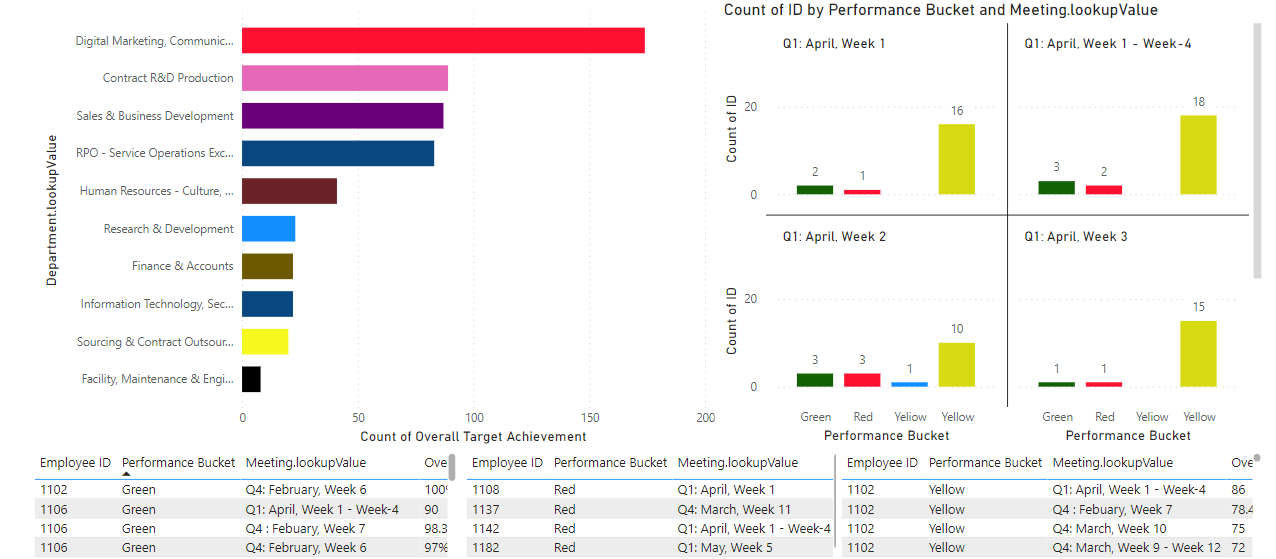 Digital Marketing, Communic...
Contract R&D Production
Sales & Business Development
RPO - Service Operations Exc...
Human Resources - Culture, ...
Research & Development
Finance & Accounts
Information Technology, Sec...
Sourcing & Contract Outsour...
Facility, Maintenance & Engi...
Department.lookupValue
0 50 100 150 200
Count of Overall Target Achievement
Count of ID by Performance Bucket and Meeting.lookupValue
Q1: April, Week 1
Count of ID
20
0
2 1 16
Q1: April, Week 1 - Week-4
3 2 18
Q1: April, Week 2
Count of ID
20
0
3 3 1 10
Green Red Yeliow Yellow
Performance Bucket
Q1: April, Week 3
1 1 15
Green Red Yeliow Yellow
Performance Bucket
Employee ID Performance Bucket Meeting.lookupValue Ove
1102 Green Q4: February, Week 6 100%
1106 Green Q1: April, Week 1 - Week-4 90
1106 Green Q4 : Febuary, Week 7 98.3
1106 Green Q4: February, Week 6 97%
Employee ID Performance Bucket Meeting.lookupValue
1108 Red Q1: April, Week 1
1137 Red Q4: March, Week 11
1142 Red Q1: April, Week 1 - Week-4
1182 Red Q1: May, Week 5
Employee ID Performance Bucket Meeting.lookupValue Ove
1102 Yellow Q1: April, Week 1 - Week-4 86
1102 Yellow Q4 : Febuary, Week 7 78.4
1102 Yellow Q4: March, Week 10 75
1102 Yellow Q4: March, Week 9 - Week 12 72